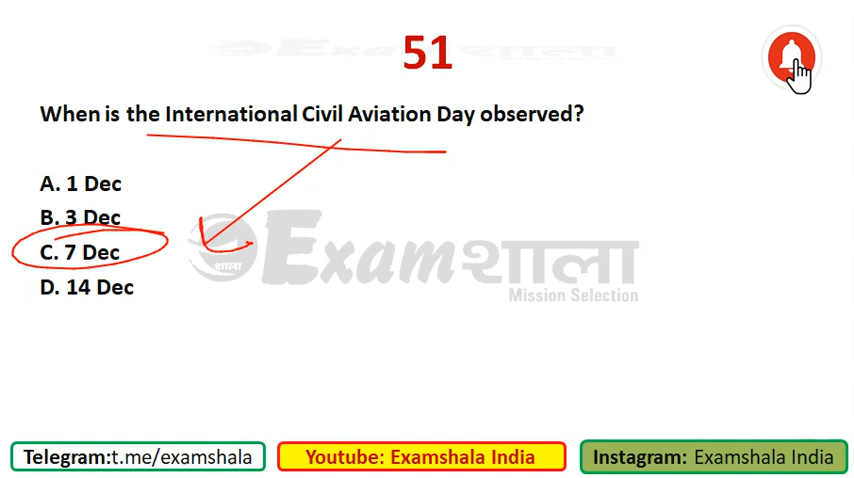 51
When is the International Civil Aviation Day observed?
A. 1 Dec
B. 3 Dec
C. 7 Dec
D. 14 Dec
शाला
Examशाला
Mission Selection
Telegram:t.me/examshala
Youtube: Examshala India
Instagram: Examshala India